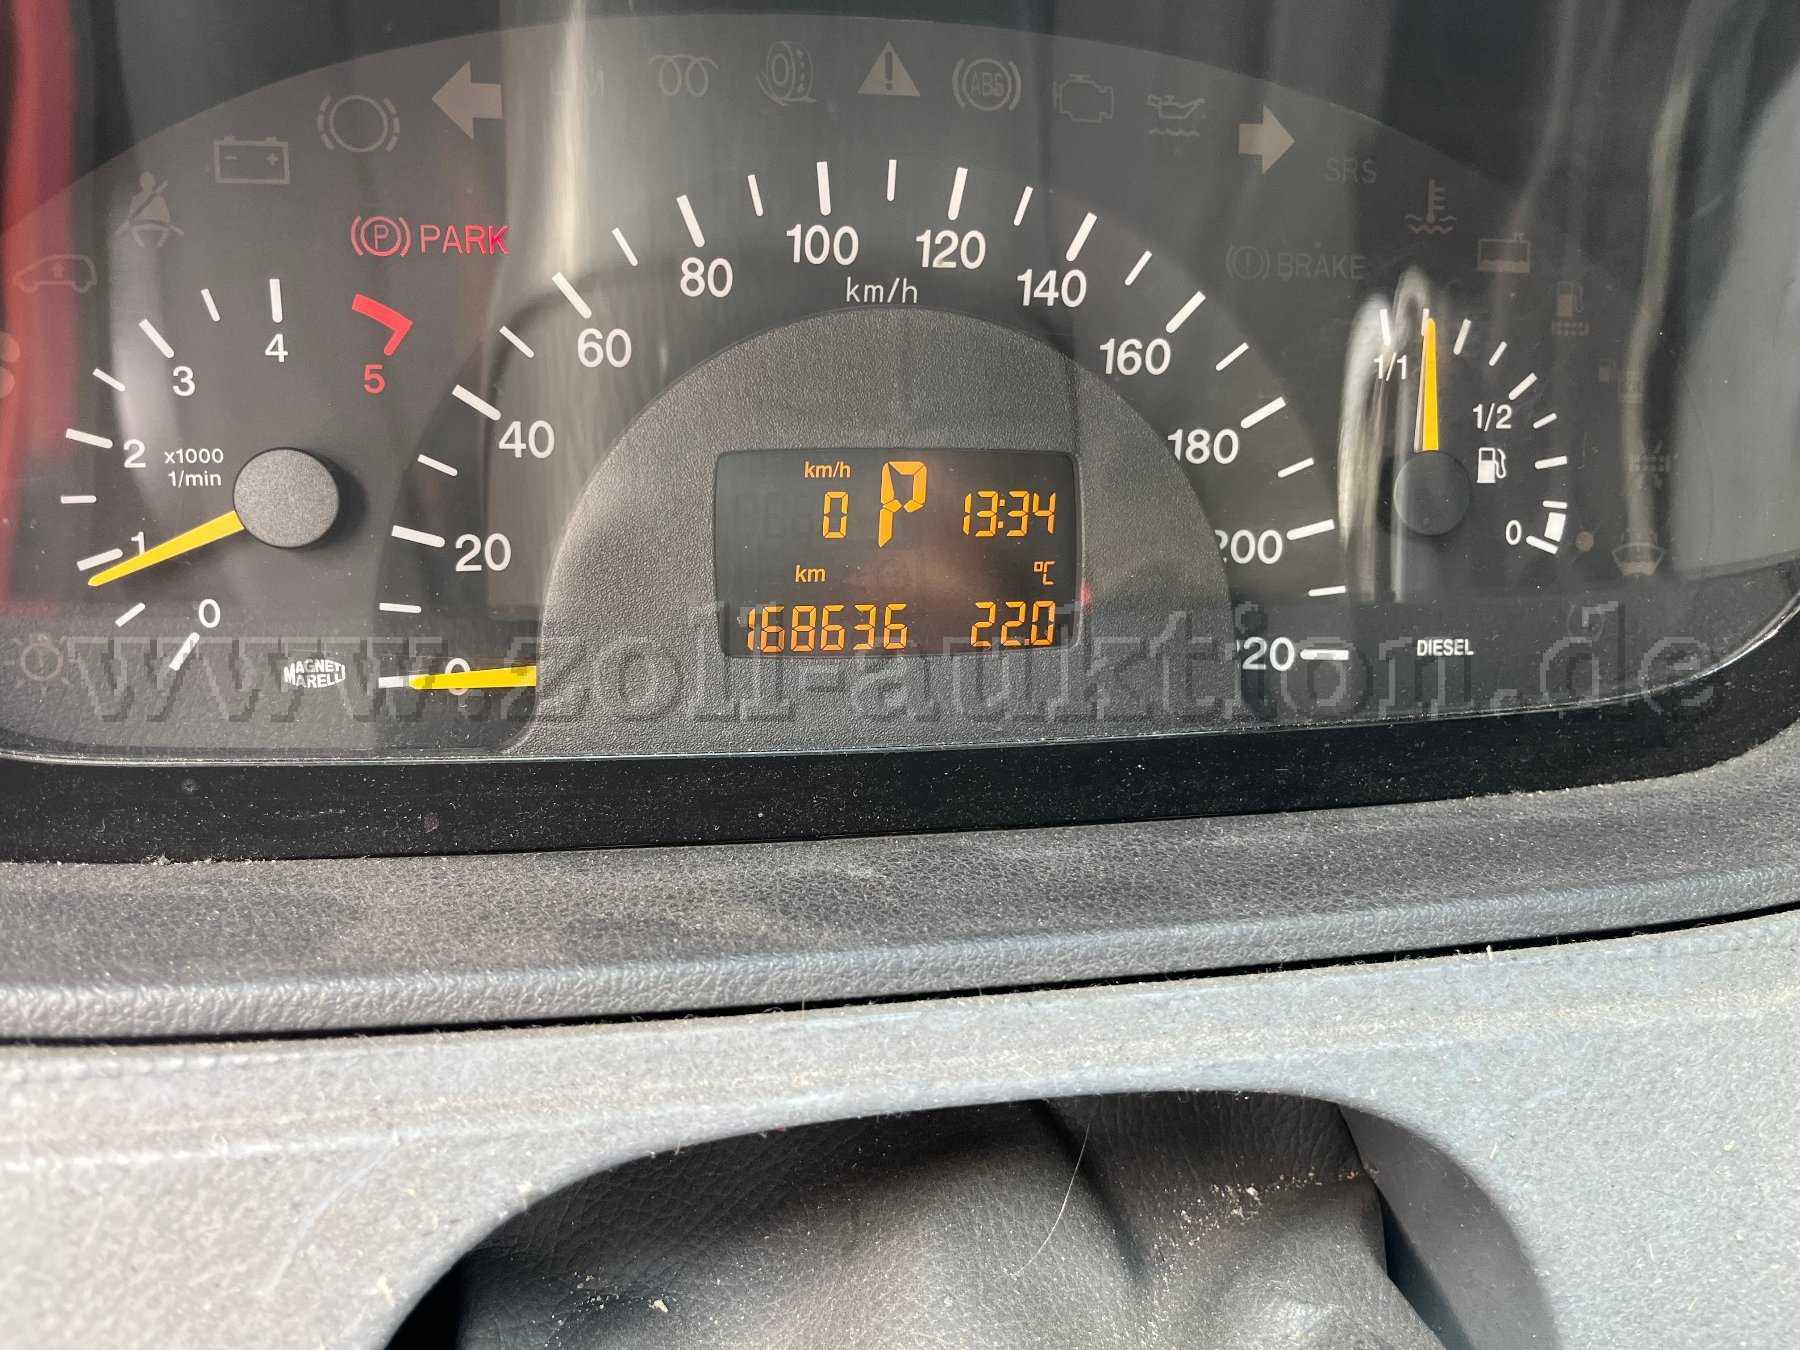 ABS
SRS
(P) PARK
(!) BRAKE
0 1 2 3 4 5
x1000
1/min
MAGNETI
MARELLI
0 20 40 60 80 100 120 140 160 180 200 220
km/h
km/h
0 P 13:34
km °C
168636 22.0
1/1
1/2
0
DIESEL
www.zoll-auktion.de